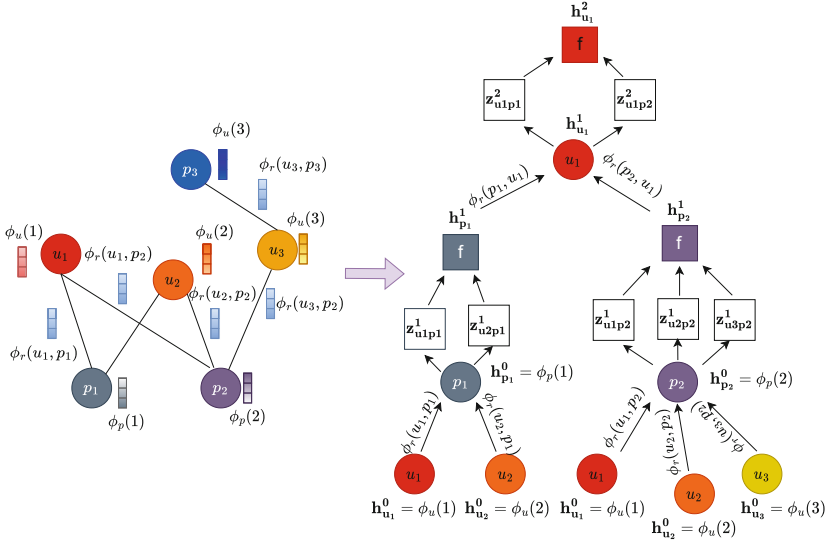 ϕ_u(3)
p_3
ϕ_r(u_3, p_3)
ϕ_u(1)
ϕ_u(2)
ϕ_u(3)
u_1
ϕ_r(u_1, p_2)
u_2
u_3
ϕ_r(u_2, p_2)
ϕ_r(u_3, p_2)
ϕ_r(u_1, p_1)
p_1
p_2
ϕ_p(1)
ϕ_p(2)
h^2_{u_1}
f
z^2_{u1p1}
z^2_{u1p2}
h^1_{u_1}
u_1
ϕ_r(p_1, u_1)
ϕ_r(p_2, u_1)
h^1_{p_1}
h^1_{p_2}
f
f
z^1_{u1p1}
z^1_{u2p1}
z^1_{u1p2}
z^1_{u2p2}
z^1_{u3p2}
p_1
h^0_{p_1} = ϕ_p(1)
p_2
h^0_{p_2} = ϕ_p(2)
ϕ_r(u_1, p_1)
ϕ_r(u_2, p_1)
ϕ_r(u_1, p_2)
ϕ_r(u_2, p_2)
ϕ_r(u_3, p_2)
u_1
u_2
u_1
u_2
u_3
h^0_{u_1} = ϕ_u(1)
h^0_{u_2} = ϕ_u(2)
h^0_{u_1} = ϕ_u(1)
h^0_{u_2} = ϕ_u(2)
h^0_{u_3} = ϕ_u(3)